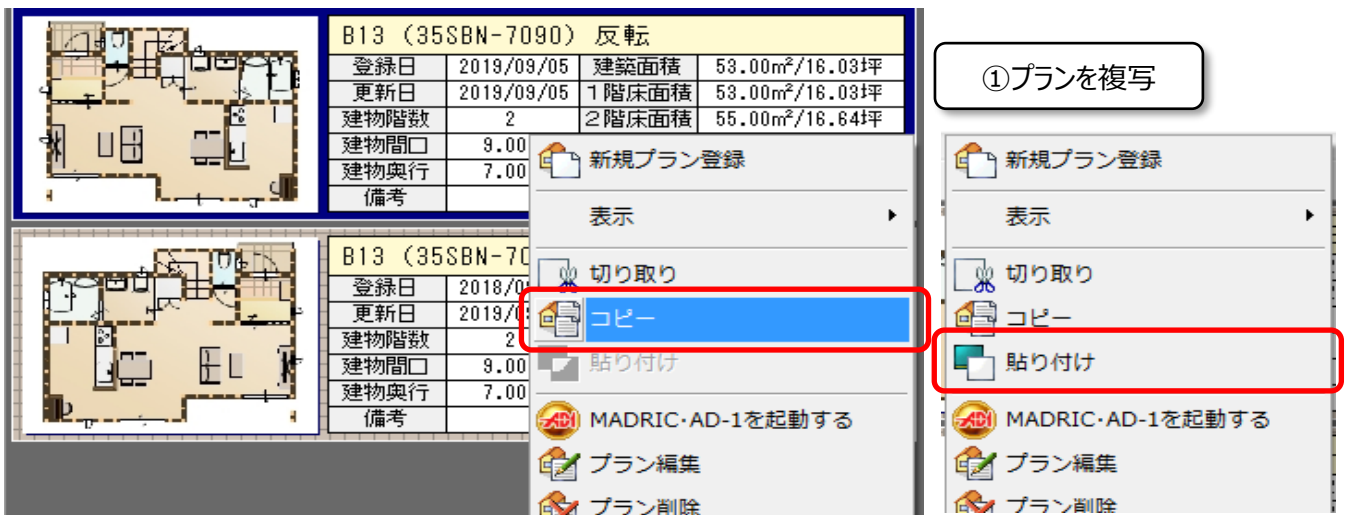 B13 (35SBN-7090) 反転
登録日 2019/09/05 建築面積 53.00m²/16.03坪
更新日 2019/09/05 1階床面積 53.00m²/16.03坪
建物階数 2 2階床面積 55.00m²/16.64坪
建物間口 9.00
建物奥行 7.00
備考
B13 (35SBN-70
登録日 2018/0
更新日 2019/0
建物階数 2
建物間口 9.00
建物奥行 7.00
備考
新規プラン登録
表示
切り取り
コピー
貼り付け
MADRIC･AD-1を起動する
プラン編集
プラン削除
①プランを複写
新規プラン登録
表示
切り取り
コピー
貼り付け
MADRIC･AD-1を起動する
プラン編集
プラン削除